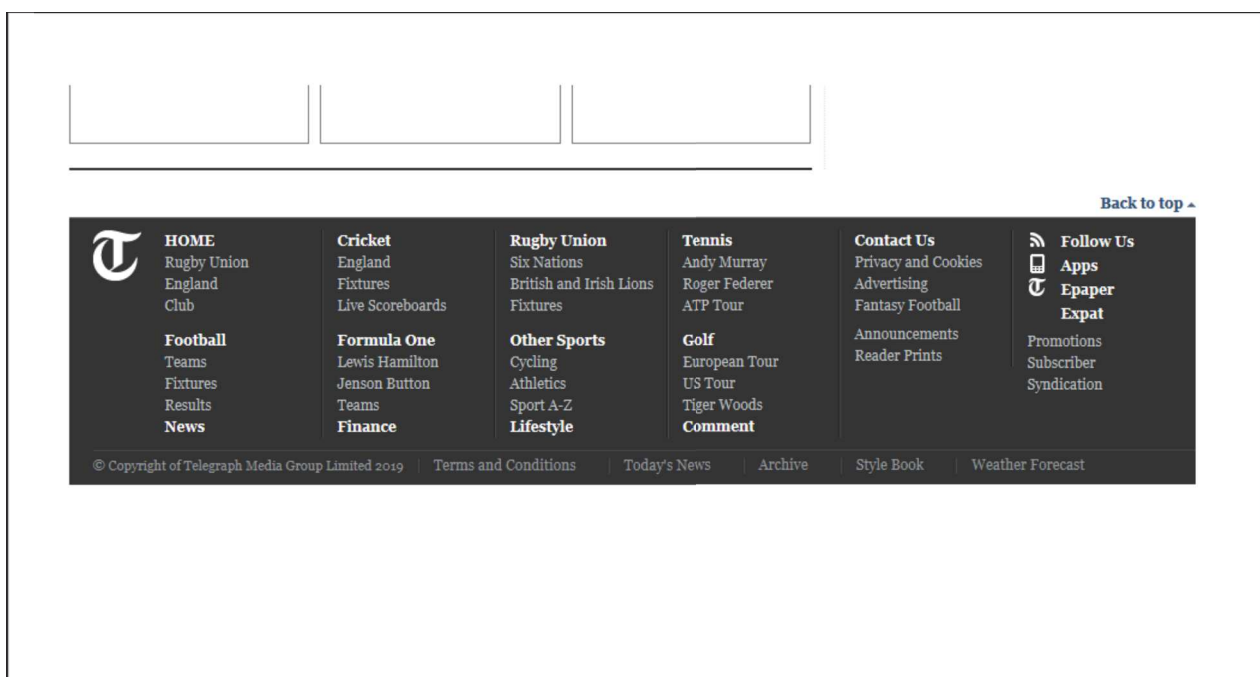 Back to top
HOME
Rugby Union
England
Club
Football
Teams
Fixtures
Results
News
Cricket
England
Fixtures
Live Scoreboards
Formula One
Lewis Hamilton
Jenson Button
Teams
Finance
Rugby Union
Six Nations
British and Irish Lions
Fixtures
Other Sports
Cycling
Athletics
Sport A-Z
Lifestyle
Tennis
Andy Murray
Roger Federer
ATP Tour
Golf
European Tour
US Tour
Tiger Woods
Comment
Contact Us
Privacy and Cookies
Advertising
Fantasy Football
Announcements
Reader Prints
Follow Us
Apps
Epaper
Expat
Promotions
Subscriber
Syndication
© Copyright of Telegraph Media Group Limited 2019 Terms and Conditions Today's News Archive Style Book Weather Forecast